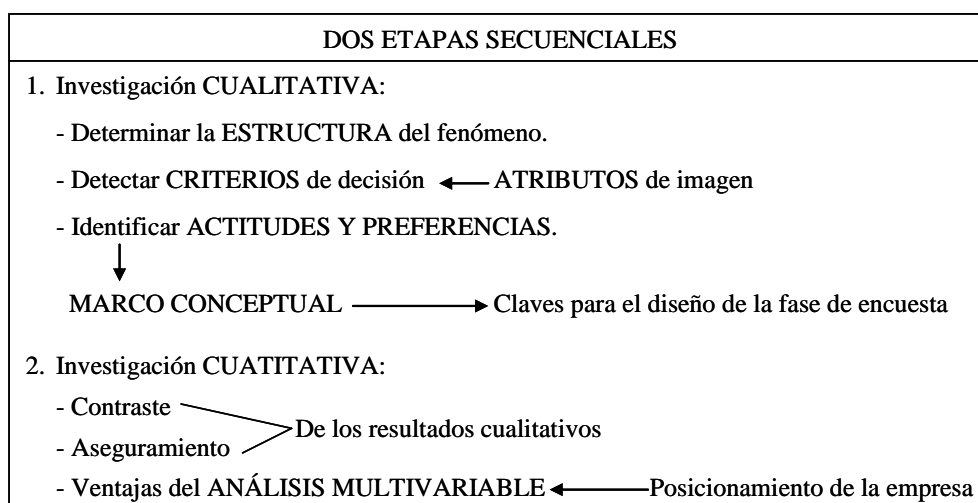 DOS ETAPAS SECUENCIALES
1. Investigación CUALITATIVA:
- Determinar la ESTRUCTURA del fenómeno.
- Detectar CRITERIOS de decisión ATRIBUTOS de imagen
- Identificar ACTITUDES Y PREFERENCIAS.
MARCO CONCEPTUAL Claves para el diseño de la fase de encuesta
2. Investigación CUATITATIVA:
- Contraste
De los resultados cualitativos
- Aseguramiento
- Ventajas del ANÁLISIS MULTIVARIABLE Posicionamiento de la empresa